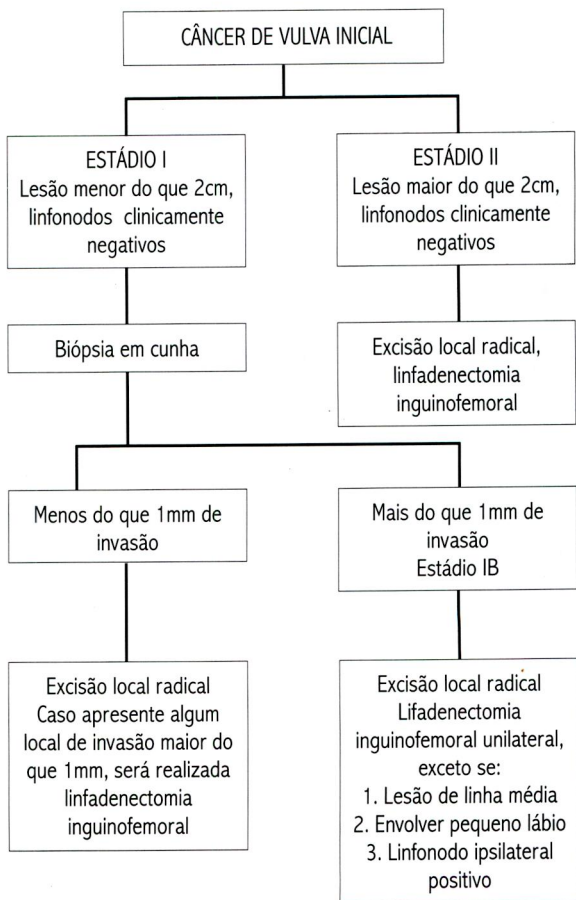 CÂNCER DE VULVA INICIAL
ESTÁDIO I
Lesão menor do que 2cm,
linfonodos clinicamente
negativos
ESTÁDIO II
Lesão maior do que 2cm,
linfonodos clinicamente
negativos
Biópsia em cunha
Excisão local radical,
linfadenectomia
inguinofemoral
Menos do que 1mm de
invasão
Mais do que 1mm de
invasão
Estádio IB
Excisão local radical
Caso apresente algum
local de invasão maior do
que 1mm, será realizada
linfadenectomia
inguinofemoral
Excisão local radical
Lifadenectomia
inguinofemoral unilateral,
exceto se:
1. Lesão de linha média
2. Envolver pequeno lábio
3. Linfonodo ipsilateral
positivo